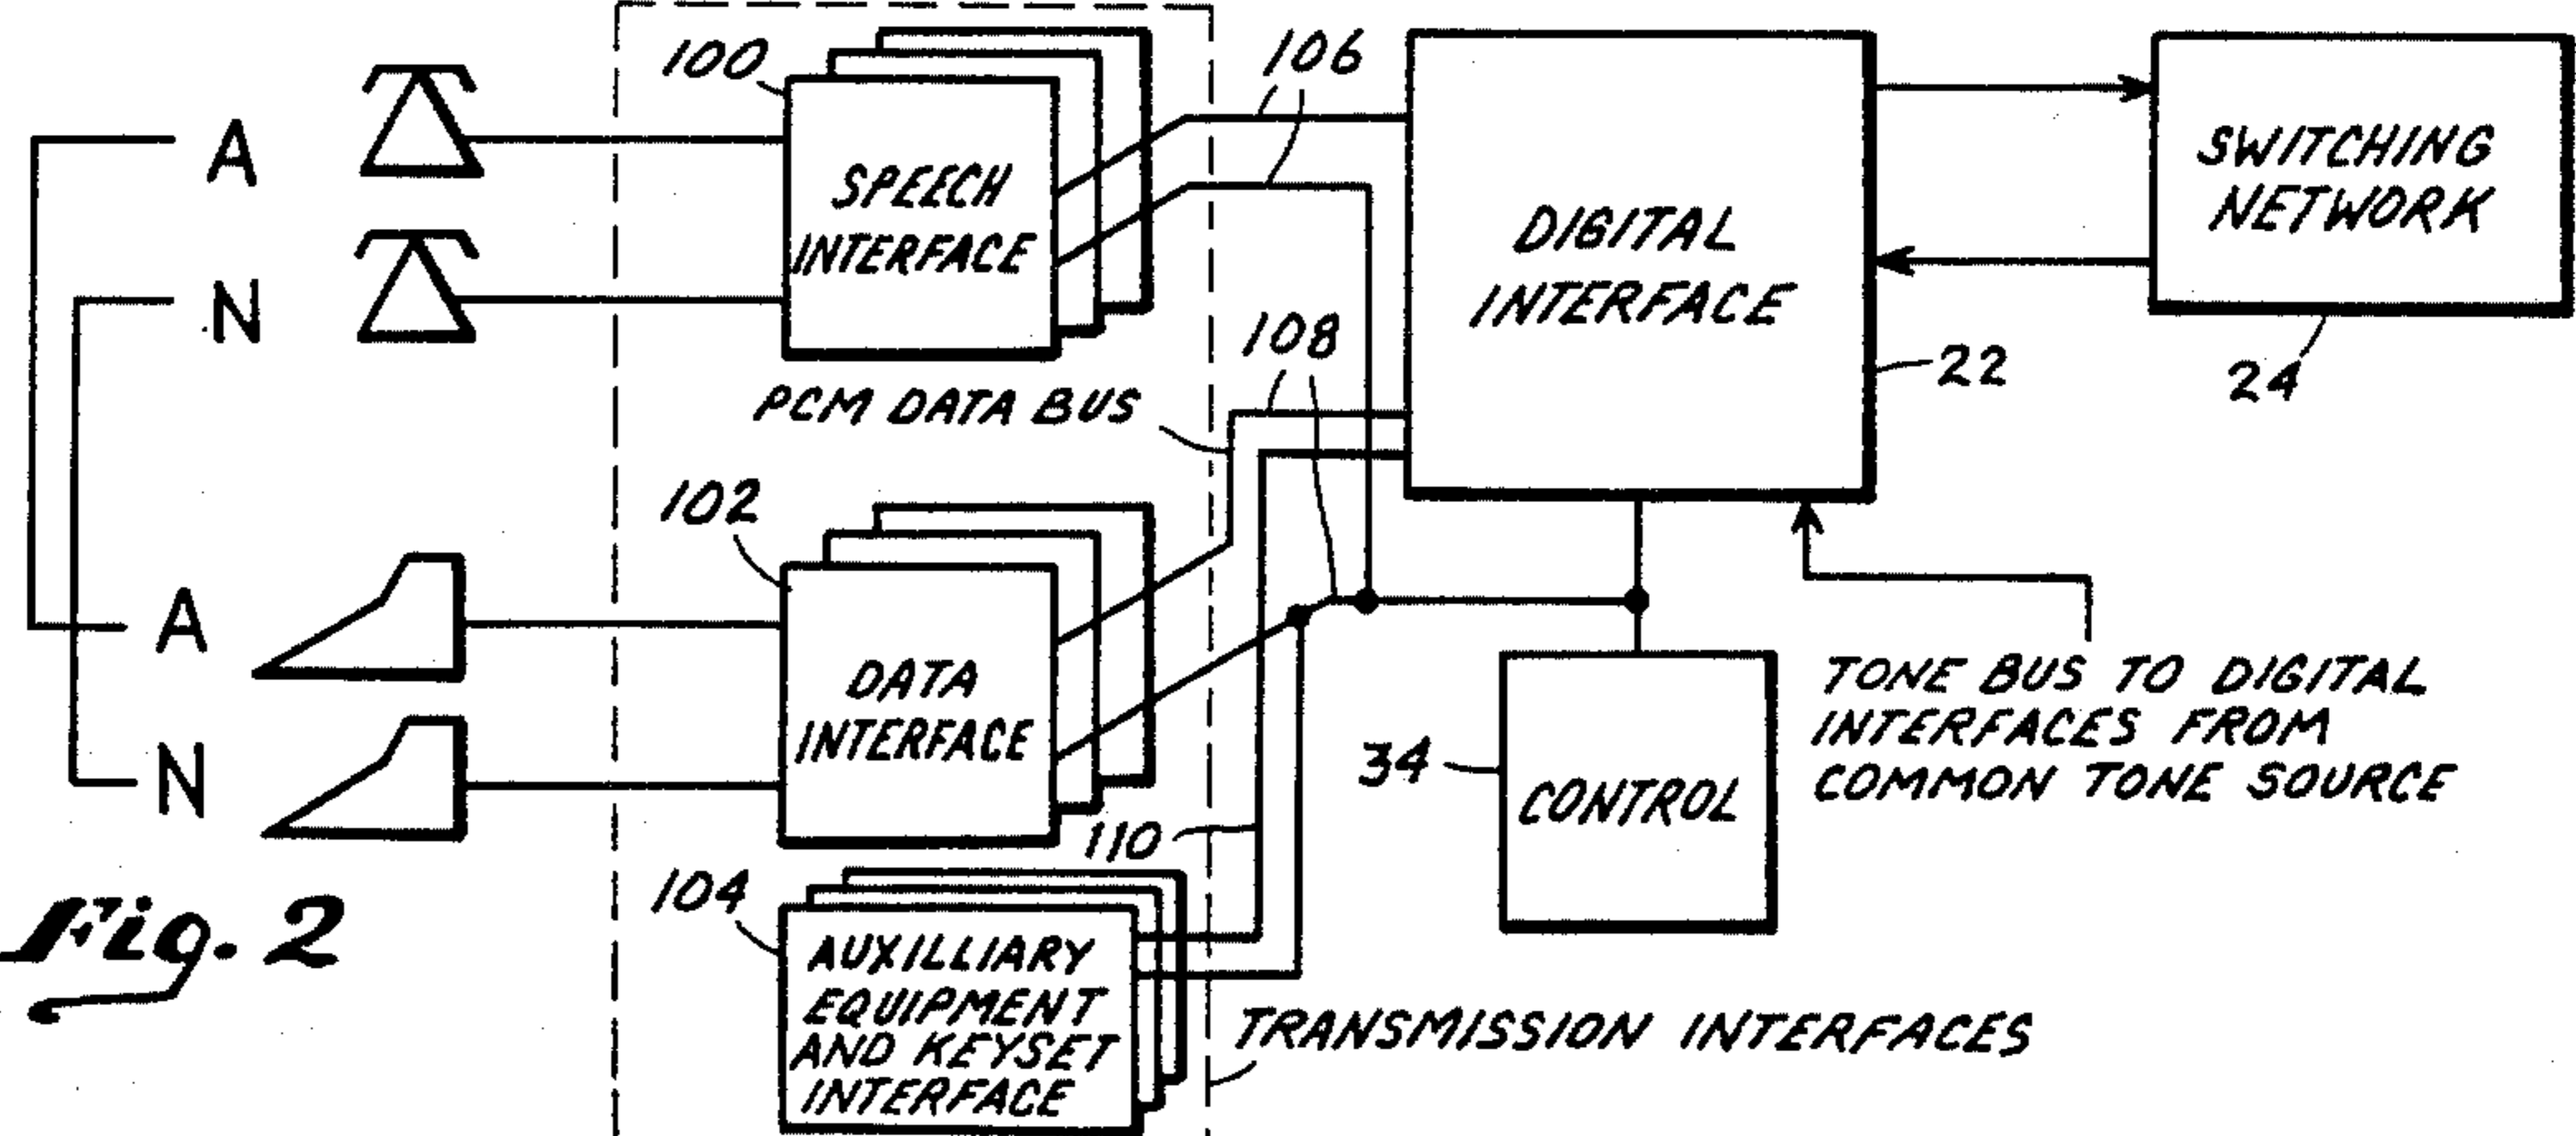 100
106
A
SPEECH
INTERFACE
N
DIGITAL
INTERFACE
SWITCHING
NETWORK
22
24
108
PCM DATA BUS
102
A
DATA
INTERFACE
N
110
34
CONTROL
TONE BUS TO DIGITAL
INTERFACES FROM
COMMON TONE SOURCE
104
AUXILLIARY
EQUIPMENT
AND KEYSET
INTERFACE
TRANSMISSION INTERFACES
Fig. 2